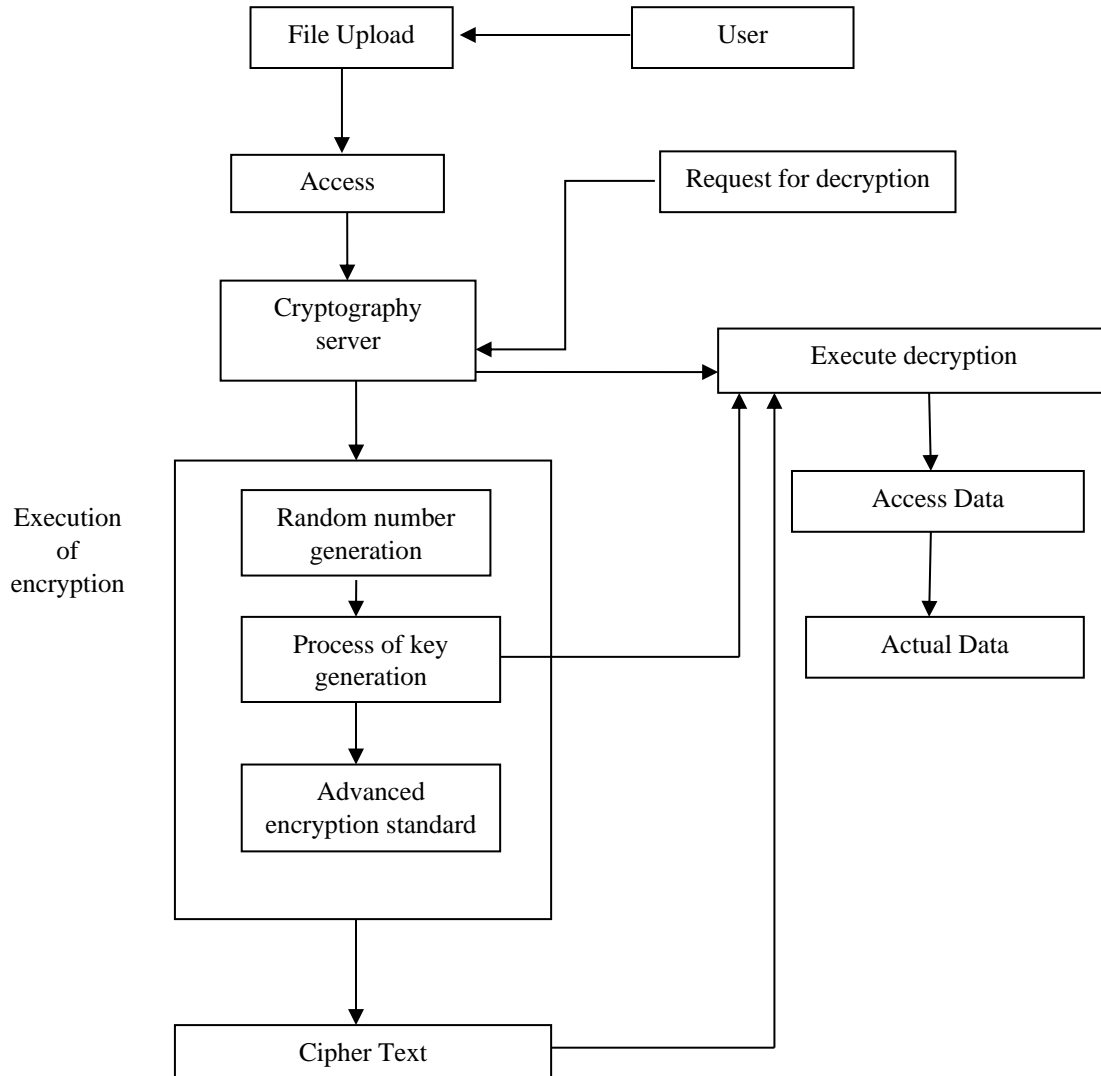 File Upload
User
Access
Request for decryption
Cryptography
server
Execute decryption
Access Data
Execution
of
encryption
Random number
generation
Process of key
generation
Actual Data
Advanced
encryption standard
Cipher Text